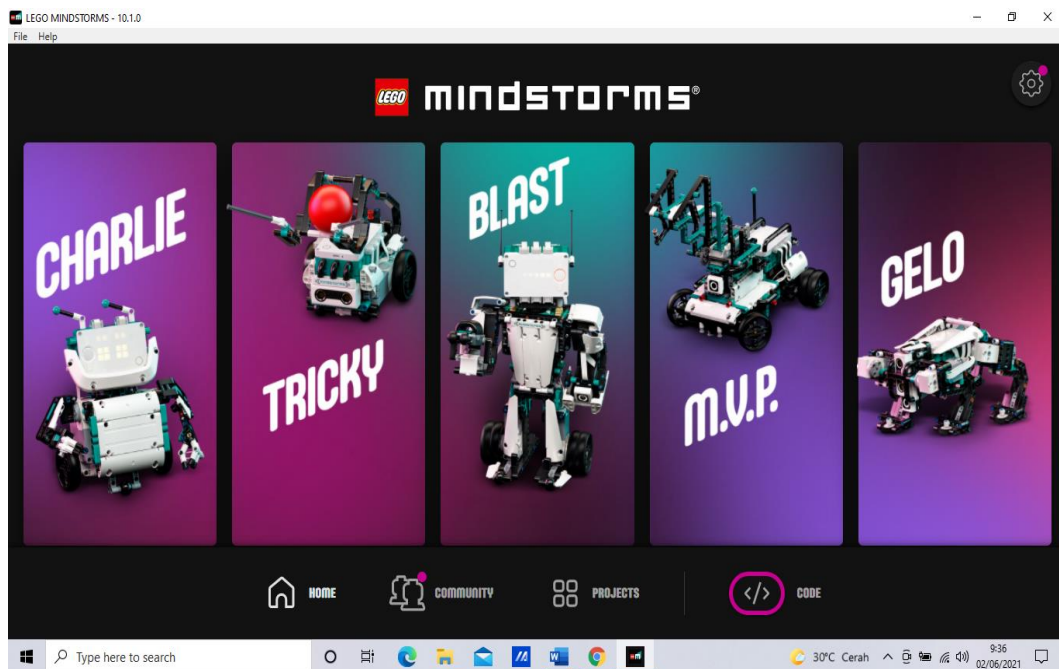 LEGO MINDSTORMS - 10.1.0
File Help
LEGO mindstorms®
CHARLIE
TRICKY
BLAST
M.V.P.
GELO
HOME
COMMUNITY
PROJECTS
</> CODE
Type here to search
30°C Cerah
9:36
02/06/2021